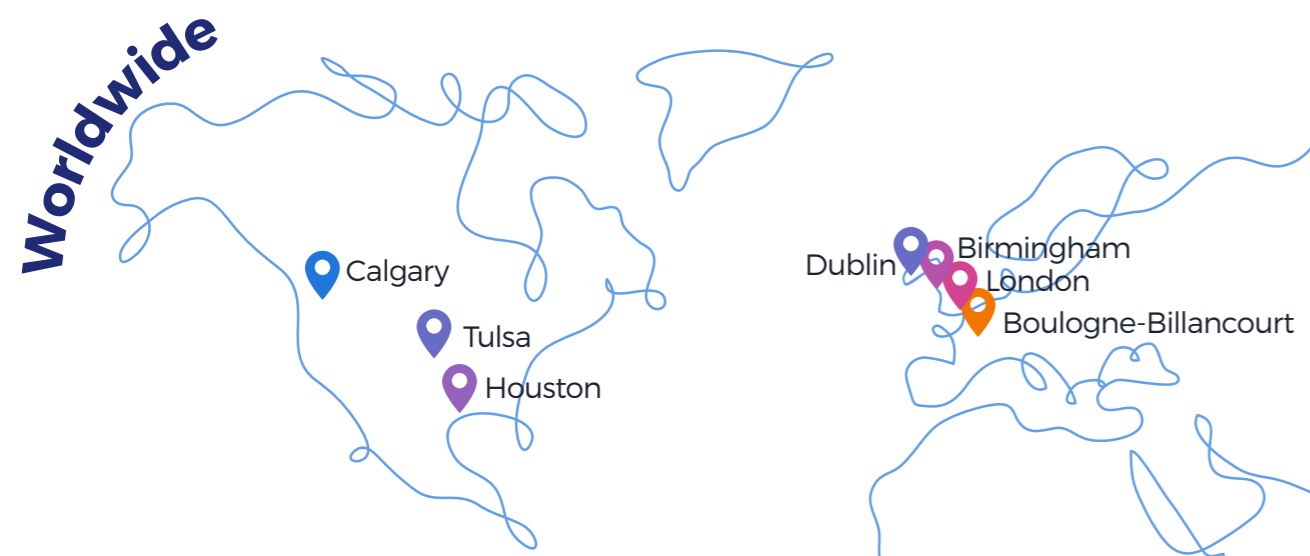 Worldwide
Calgary
Tulsa
Houston
Dublin
Birmingham
London
Boulogne-Billancourt